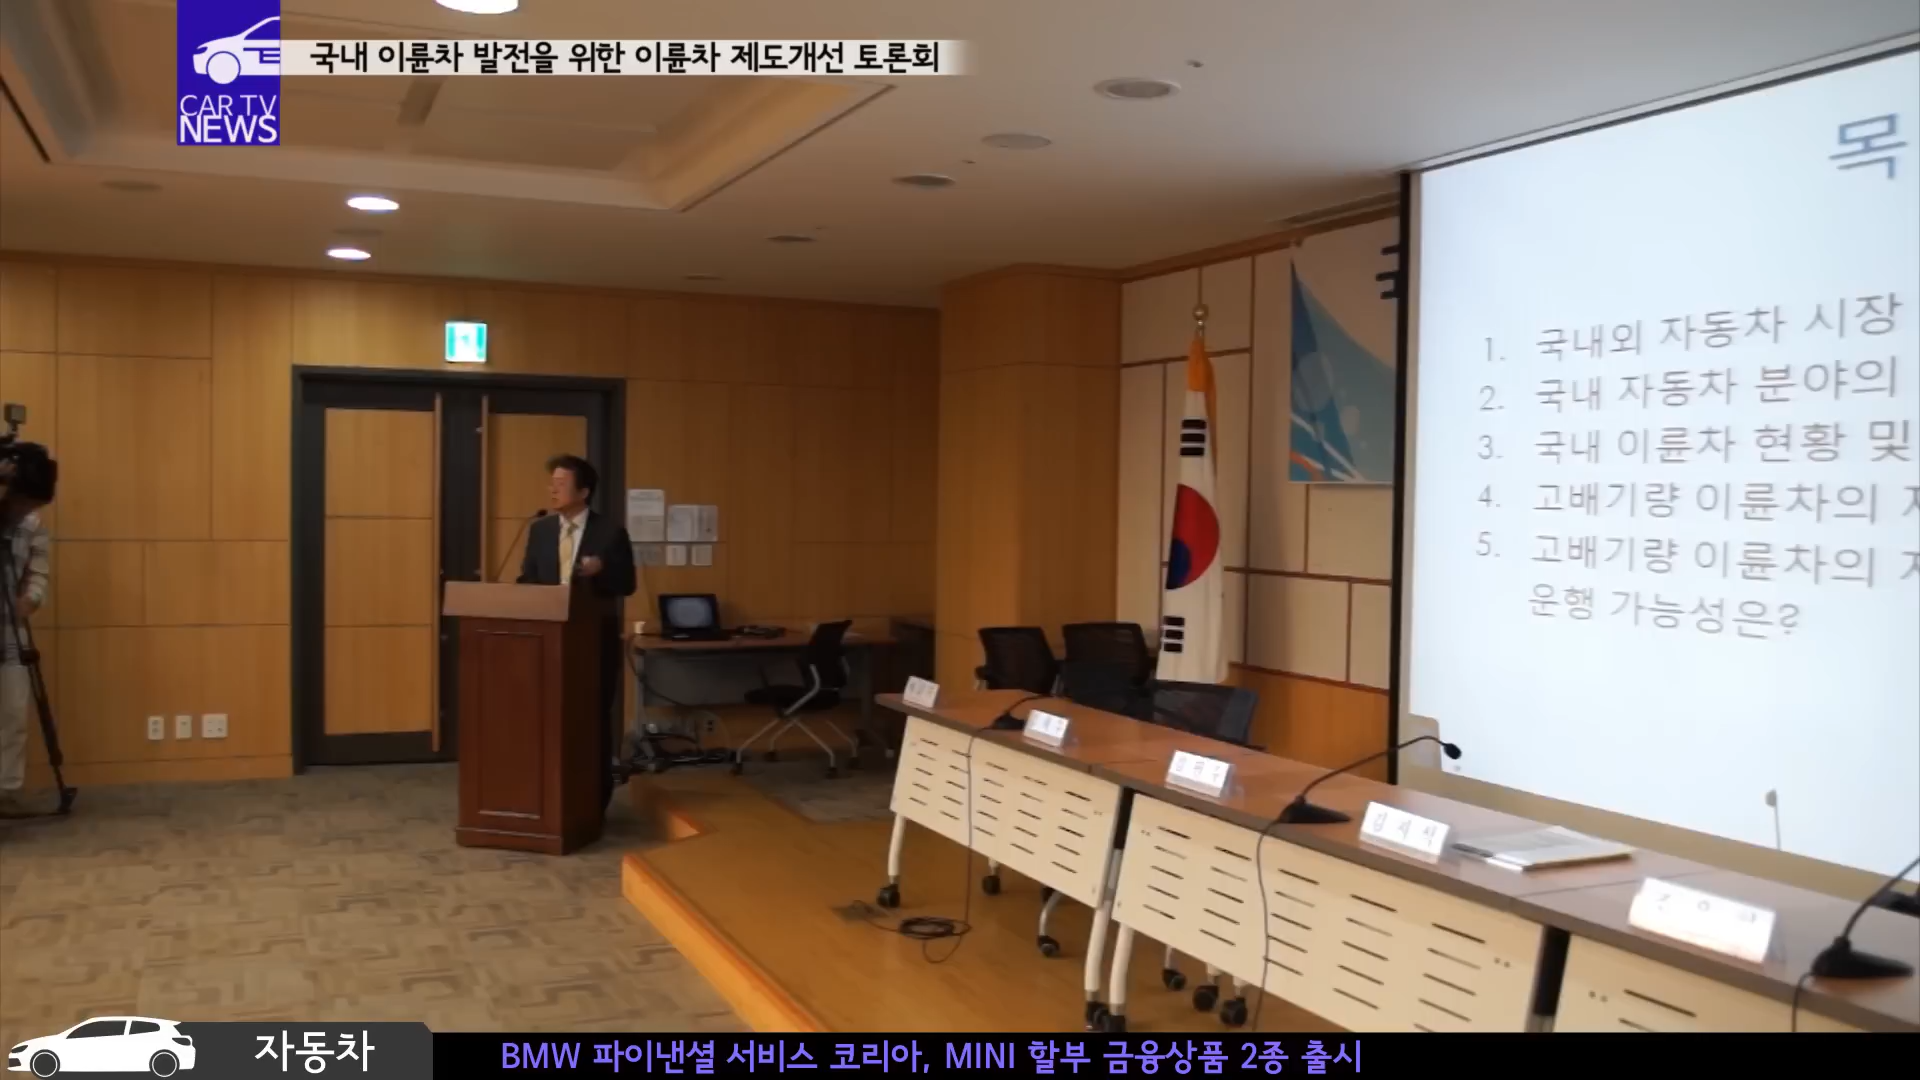 국내 이륜차 발전을 위한 이륜차 제도개선 토론회
CAR TV
NEWS
목
1. 국내외 자동차 시장
2. 국내 자동차 분야의
3. 국내 이륜차 현황 및
4. 고배기량 이륜차의
5. 고배기량 이륜차의
운행 가능성은?
자동차
BMW 파이낸셜 서비스 코리아, MINI 할부 금융상품 2종 출시